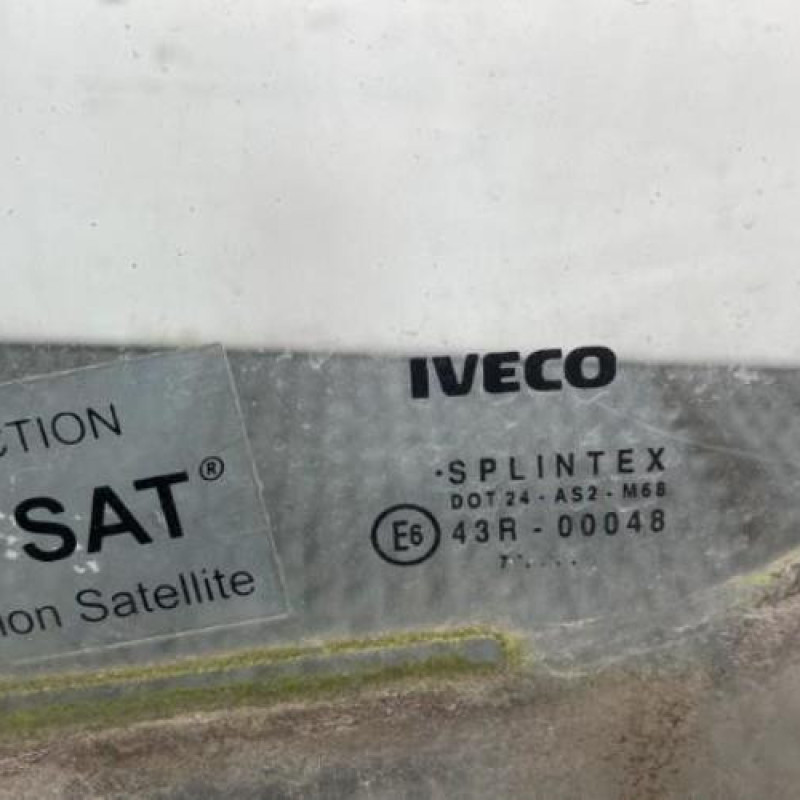 IVECO
·SPLINTEX
DOT 24 - AS2 - M68
E6 43R - 00048
CTION
SAT®
ion Satellite